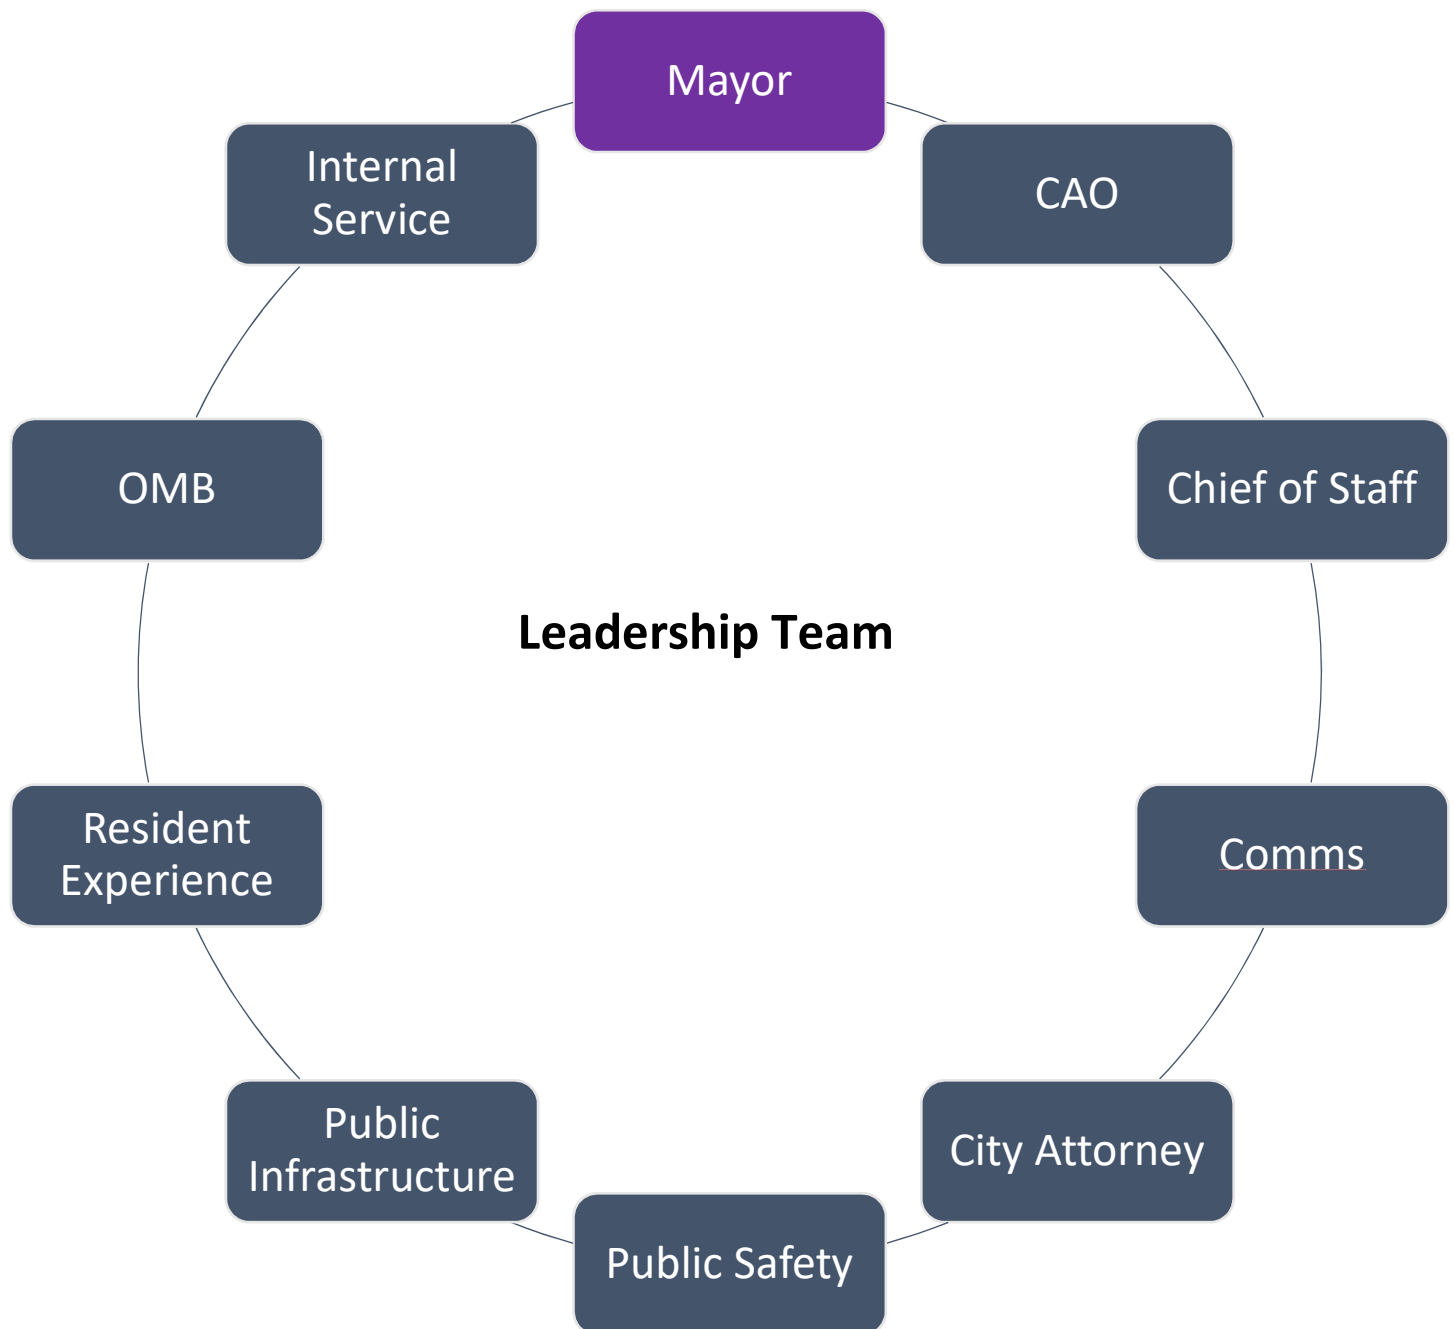 Mayor
Internal
Service
CAO
OMB
Chief of Staff
Leadership Team
Resident
Experience
Comms
Public
Infrastructure
City Attorney
Public Safety